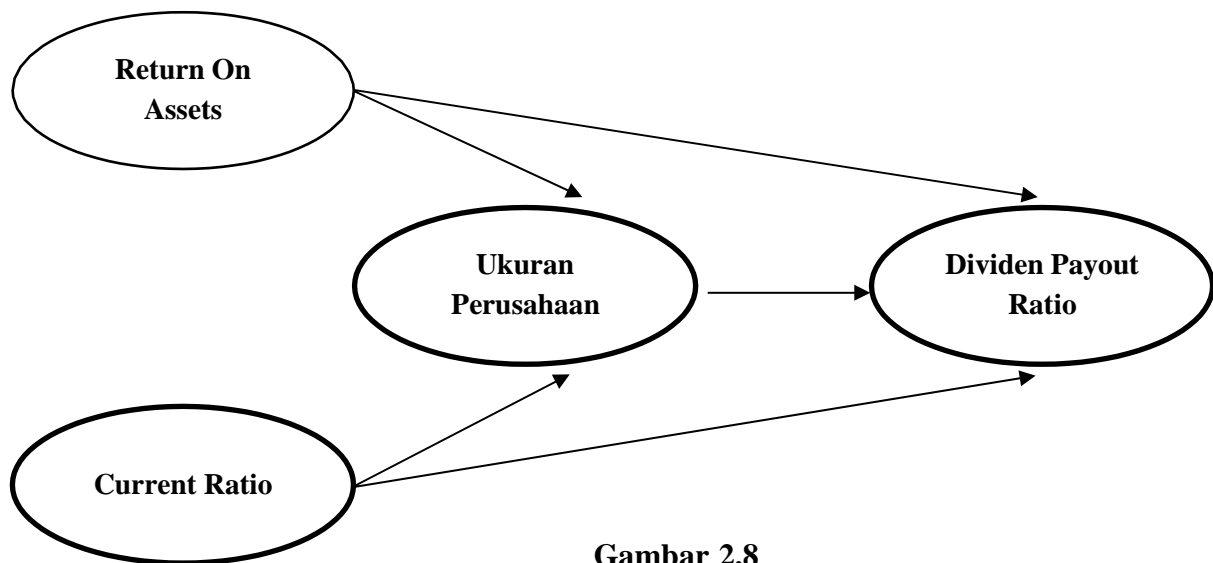 Return On
Assets
Ukuran
Perusahaan
Dividen Payout
Ratio
Current Ratio
Gambar 2.8